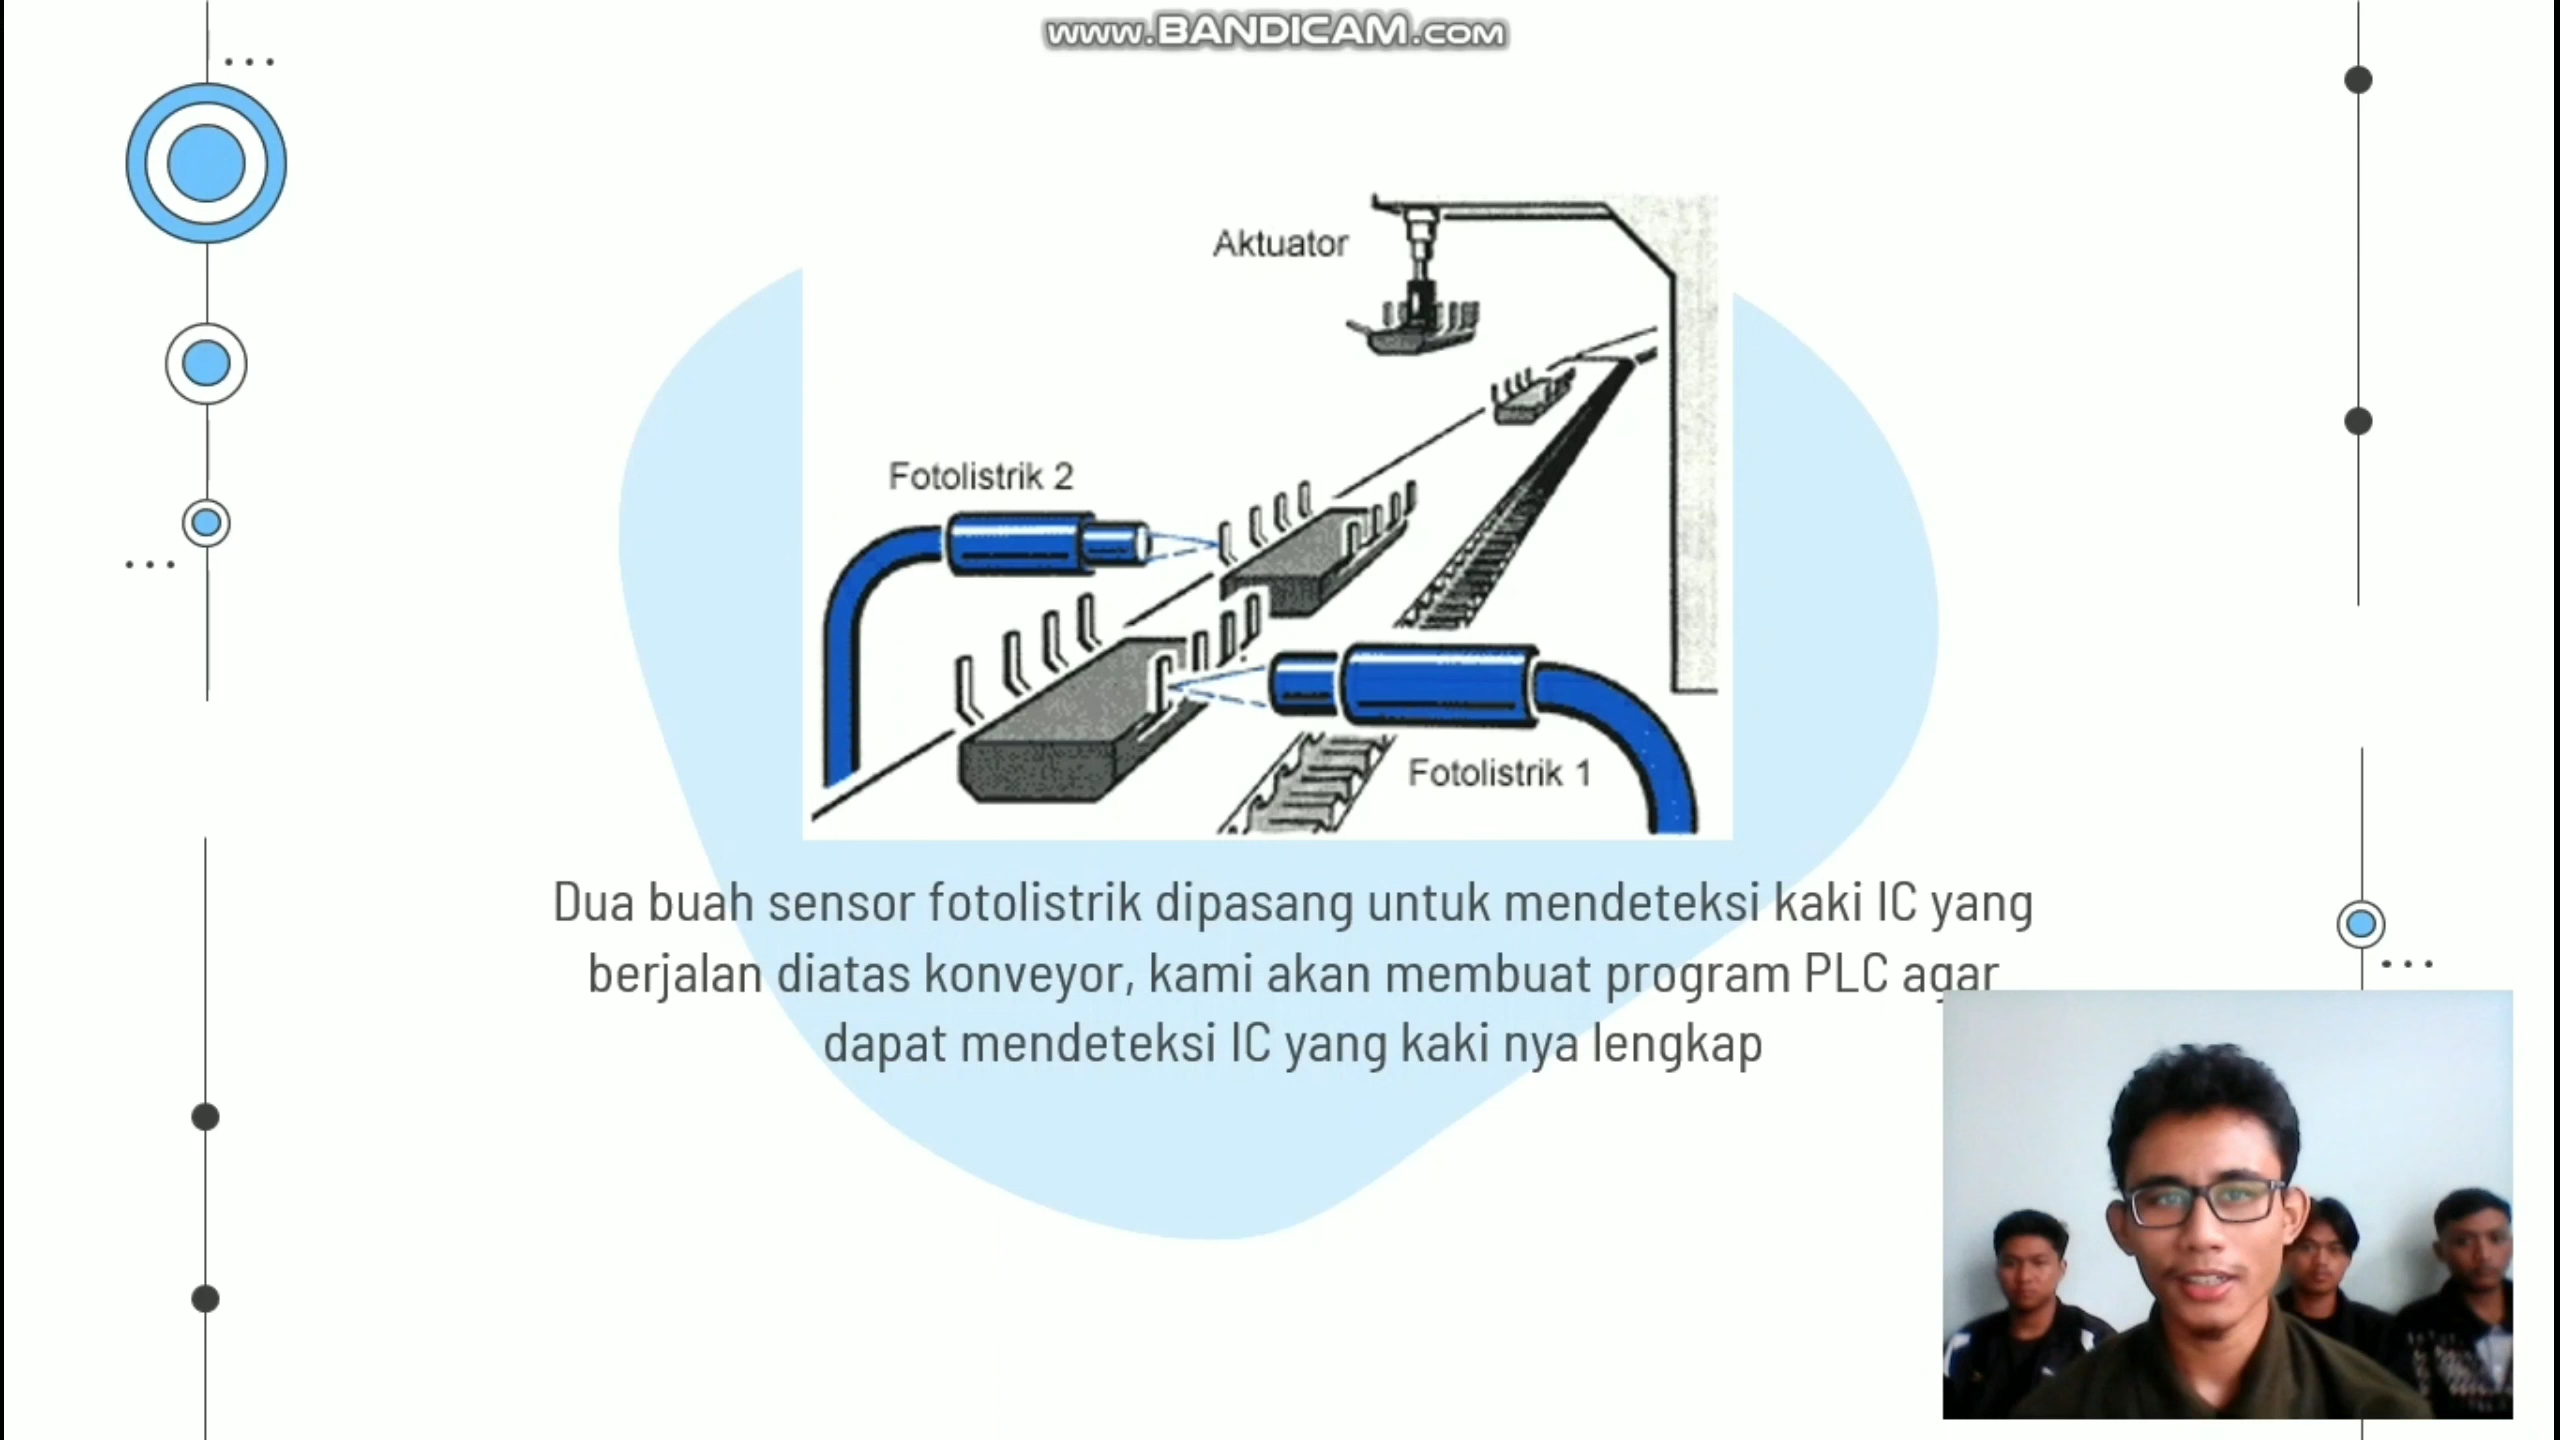 www.BANDICAM.com
Aktuator
Fotolistrik 2
Fotolistrik 1
Dua buah sensor fotolistrik dipasang untuk mendeteksi kaki IC yang
berjalan diatas konveyor, kami akan membuat program PLC agar
dapat mendeteksi IC yang kaki nya lengkap